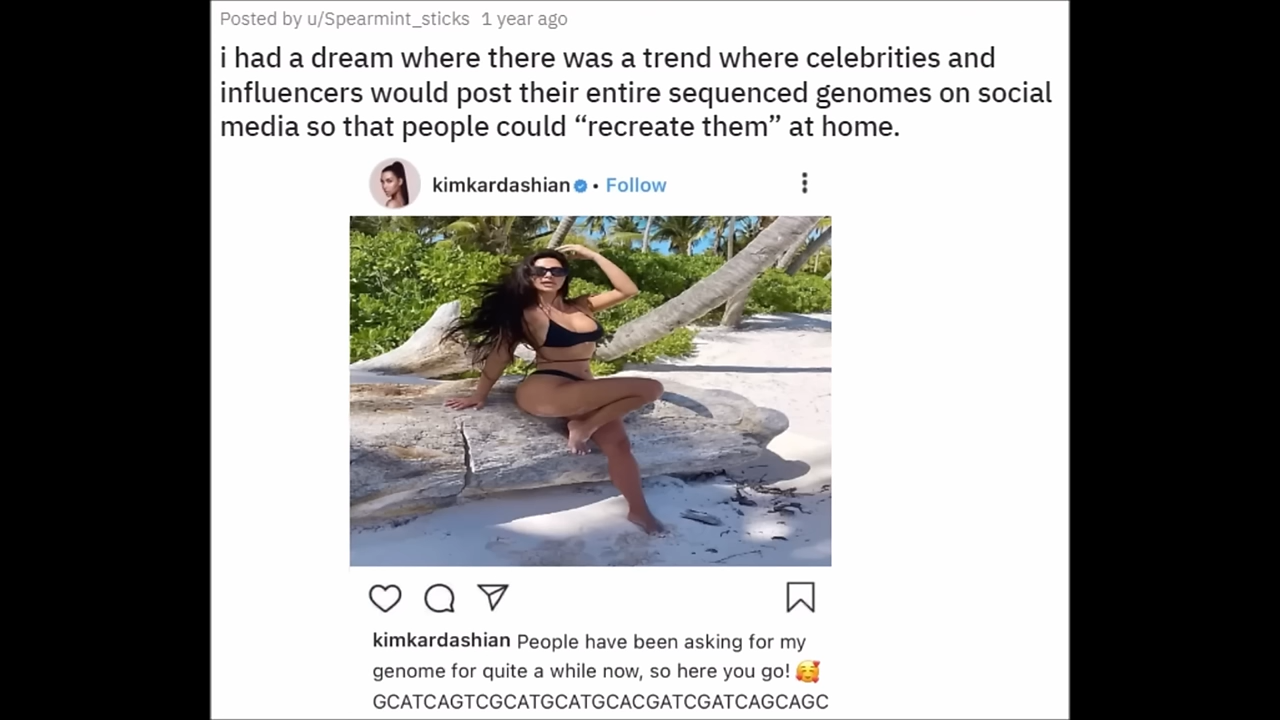 Posted by u/Spearmint_sticks 1 year ago
i had a dream where there was a trend where celebrities and
influencers would post their entire sequenced genomes on social
media so that people could “recreate them” at home.
kimkardashian • Follow
kimkardashian People have been asking for my
genome for quite a while now, so here you go! 🥰
GCATCAGTCGCATGCATGCACGATCGATCAGCAGC